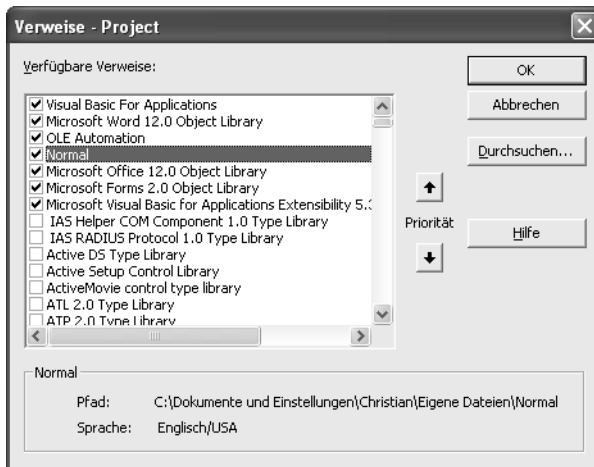 Verweise - Project
Verfügbare Verweise:
Visual Basic For Applications
Microsoft Word 12.0 Object Library
OLE Automation
Normal
Microsoft Office 12.0 Object Library
Microsoft Forms 2.0 Object Library
Microsoft Visual Basic for Applications Extensibility 5.3
IAS Helper COM Component 1.0 Type Library
IAS RADIUS Protocol 1.0 Type Library
Active DS Type Library
Active Setup Control Library
ActiveMovie control type library
ATL 2.0 Type Library
ATP 2.0 Type Library
OK
Abbrechen
Durchsuchen...
Priorität
Hilfe
Normal
Pfad: C:\Dokumente und Einstellungen\Christian\Eigene Dateien\Normal
Sprache: Englisch/USA